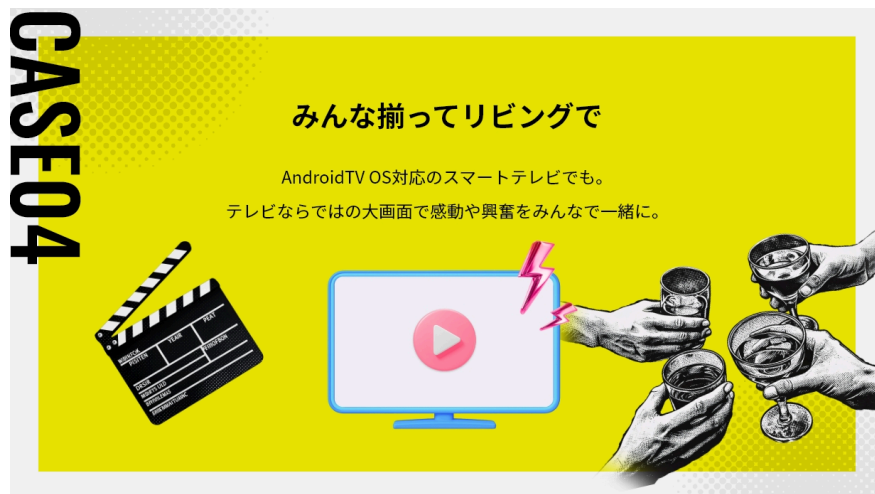 CASE04
みんな揃ってリビングで
AndroidTV OS対応のスマートテレビでも。
テレビならではの大画面で感動や興奮をみんなで一緒に。
YEAR
PEAT